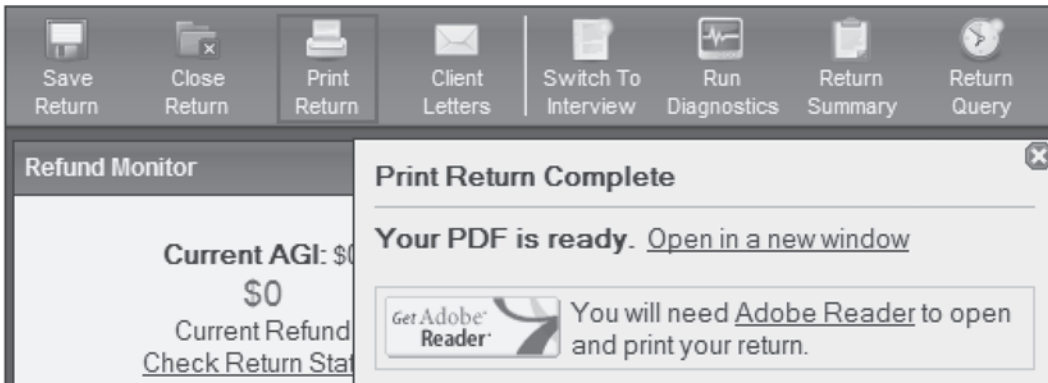 Save Return
Close Return
Print Return
Client Letters
Switch To Interview
Run Diagnostics
Return Summary
Return Query
Refund Monitor
Current AGI: $0
$0
Current Refund
Check Return Stat
Print Return Complete
Your PDF is ready. Open in a new window
Get Adobe Reader
You will need Adobe Reader to open
and print your return.